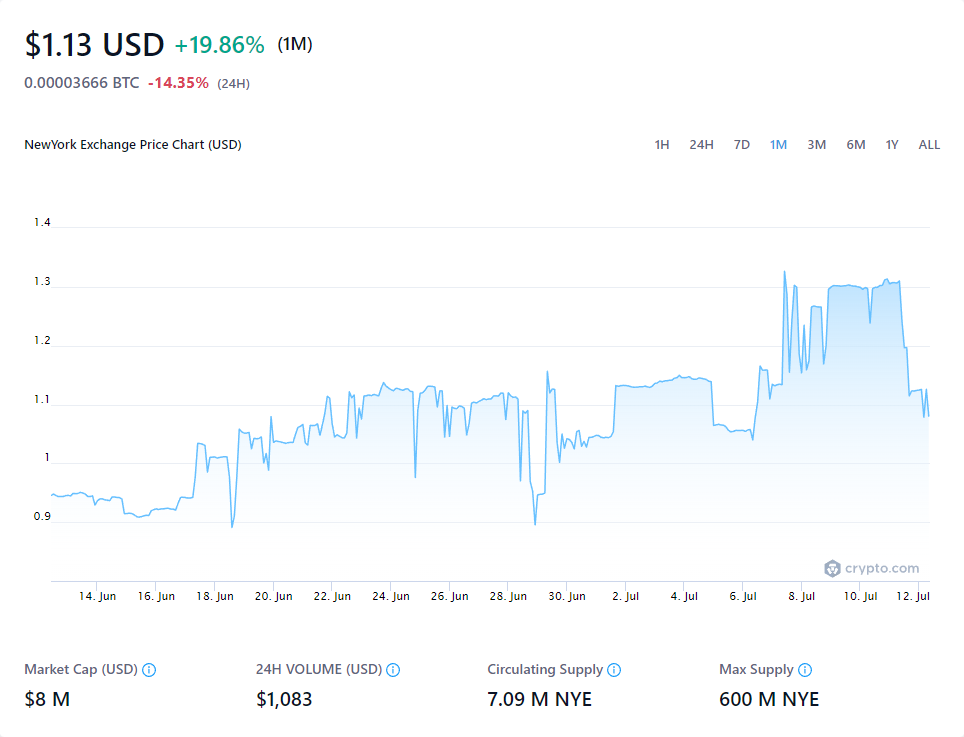 $1.13 USD +19.86% (1M)
0.00003666 BTC -14.35% (24H)
NewYork Exchange Price Chart (USD) 1H 24H 7D 1M 3M 6M 1Y ALL
1.4
1.3
1.2
1.1
1
0.9
crypto.com
14. Jun 16. Jun 18. Jun 20. Jun 22. Jun 24. Jun 26. Jun 28. Jun 30. Jun 2. Jul 4. Jul 6. Jul 8. Jul 10. Jul 12. Jul
Market Cap (USD) 24H VOLUME (USD) Circulating Supply Max Supply
$8 M $1,083 7.09 M NYE 600 M NYE